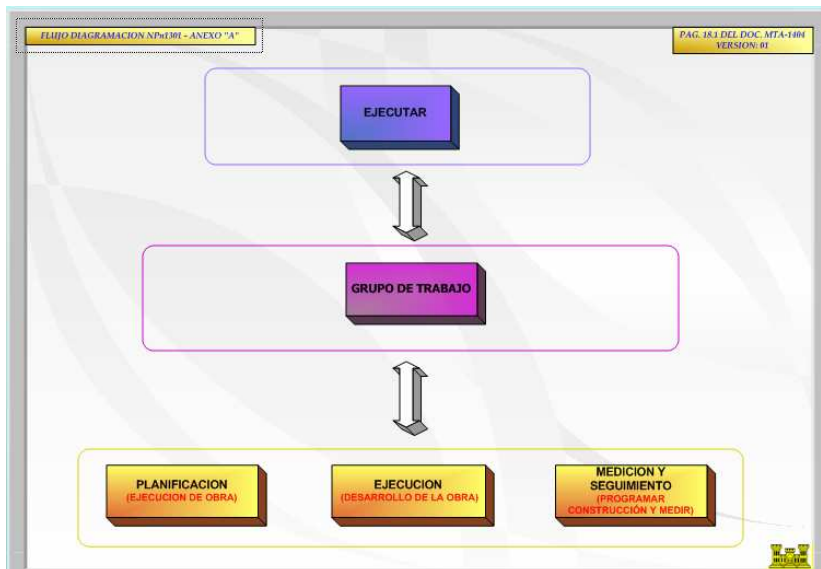 FLUJO DIAGRAMACION NPn1301 - ANEXO "A"
PAG. 18.1 DEL DOC. MTA-1404
VERSION: 01
EJECUTAR
GRUPO DE TRABAJO
PLANIFICACION
(EJECUCION DE OBRA)
EJECUCION
(DESARROLLO DE LA OBRA)
MEDICION Y
SEGUIMIENTO
(PROGRAMAR
CONSTRUCCIÓN Y MEDIR)